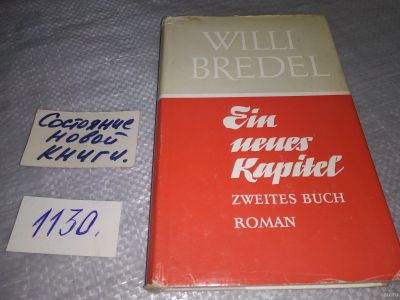 WILLI
BREDEL
Ein
neues
Kapitel
ZWEITES BUCH
ROMAN
Состояние
новой
книги.
1130.